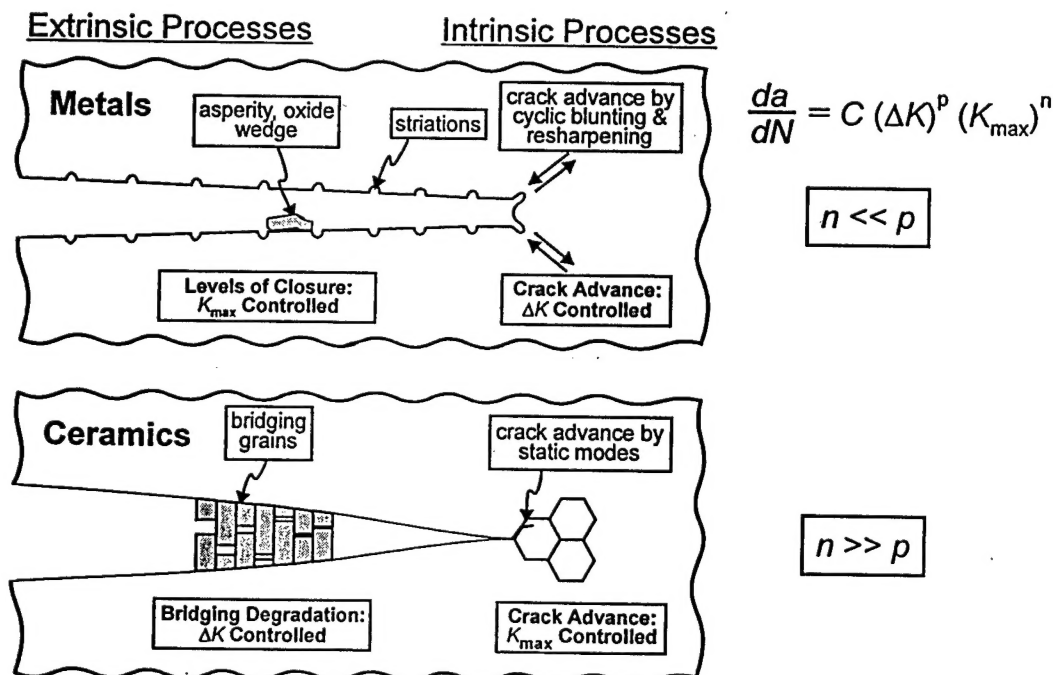 Extrinsic Processes
Intrinsic Processes
Metals
asperity, oxide
wedge
striations
crack advance by
cyclic blunting &
resharpening
da/dN = C (ΔK)^p (K_max)^n
n << p
Levels of Closure:
K_max Controlled
Crack Advance:
ΔK Controlled
Ceramics
bridging
grains
crack advance by
static modes
n >> p
Bridging Degradation:
ΔK Controlled
Crack Advance:
K_max Controlled